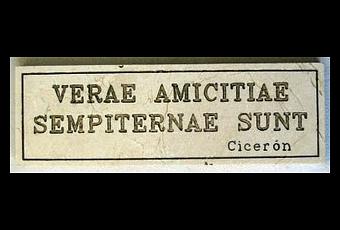 VERAE AMICITIAE
SEMPITERNAE SUNT
Cicerón